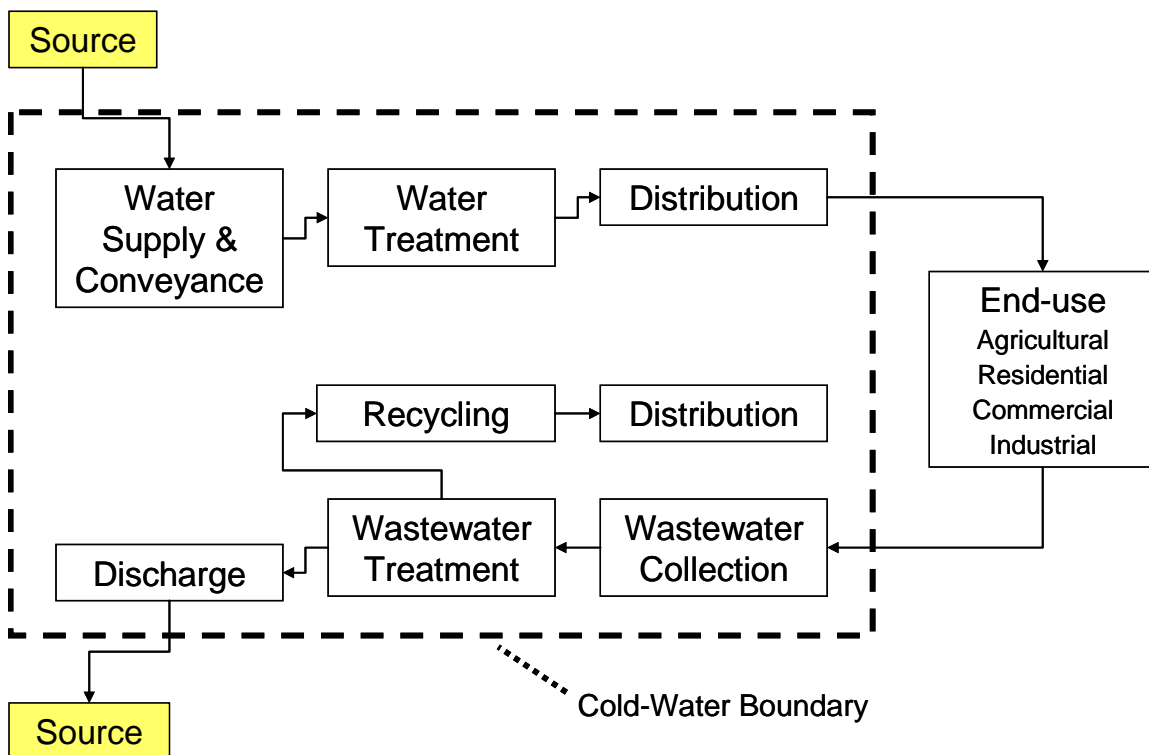 Source
Water
Supply &
Conveyance
Water
Treatment
Distribution
End-use
Agricultural
Residential
Commercial
Industrial
Recycling
Distribution
Wastewater
Treatment
Wastewater
Collection
Discharge
Cold-Water Boundary
Source